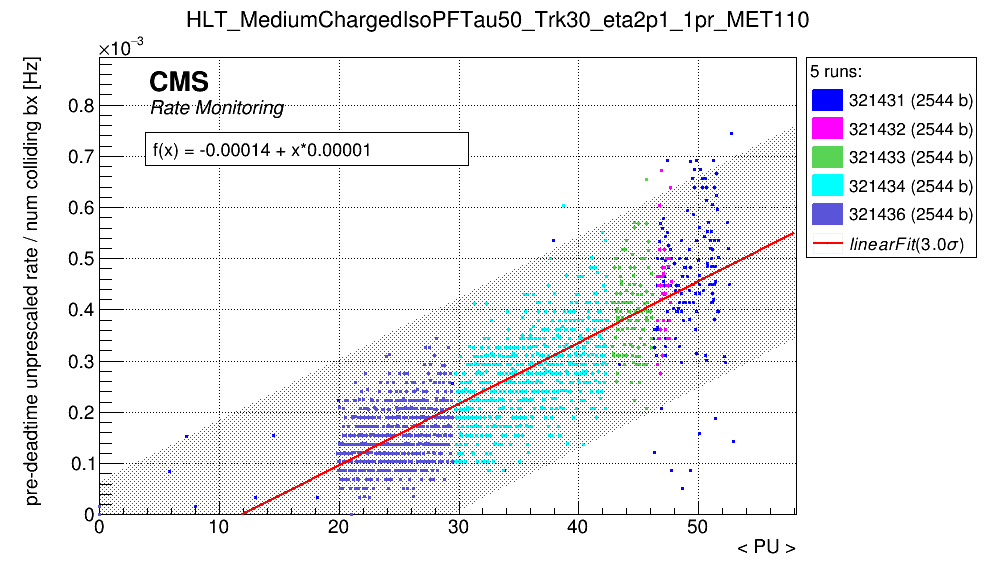 HLT_MediumChargedIsoPFTau50_Trk30_eta2p1_1pr_MET110
×10⁻³
CMS
Rate Monitoring
f(x) = -0.00014 + x*0.00001
pre-deadtime unprescaled rate / num colliding bx [Hz]
0.8
0.7
0.6
0.5
0.4
0.3
0.2
0.1
0
0 10 20 30 40 50
< PU >
5 runs:
321431 (2544 b)
321432 (2544 b)
321433 (2544 b)
321434 (2544 b)
321436 (2544 b)
linearFit(3.0σ)